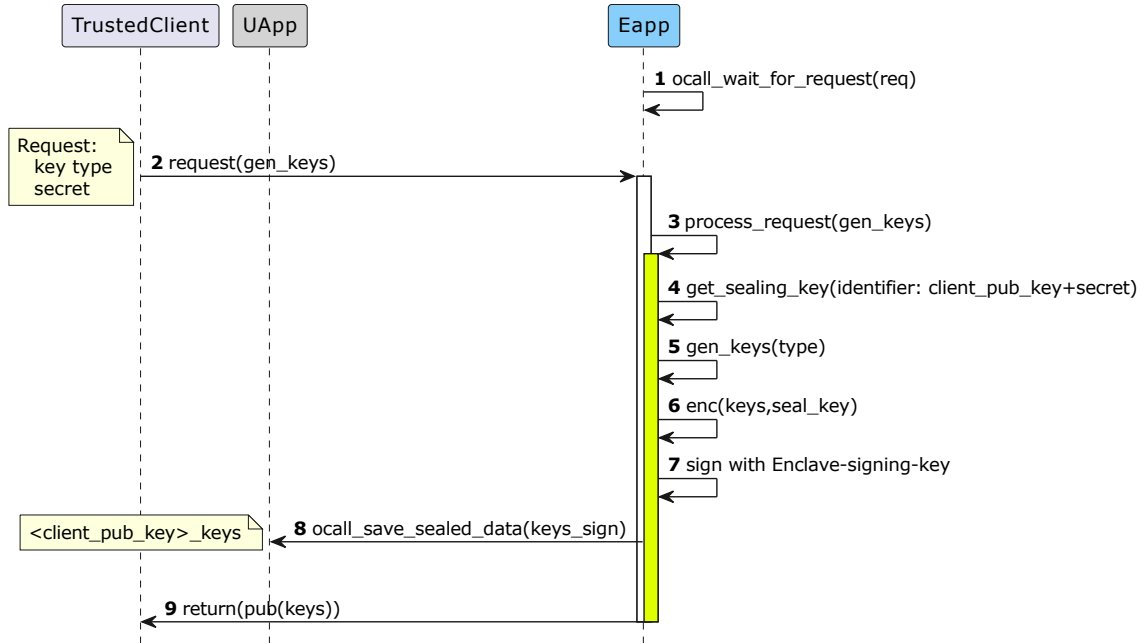 TrustedClient
UApp
Eapp
1 ocall_wait_for_request(req)
Request:
key type
secret
2 request(gen_keys)
3 process_request(gen_keys)
4 get_sealing_key(identifier: client_pub_key+secret)
5 gen_keys(type)
6 enc(keys,seal_key)
7 sign with Enclave-signing-key
<client_pub_key>_keys
8 ocall_save_sealed_data(keys_sign)
9 return(pub(keys))